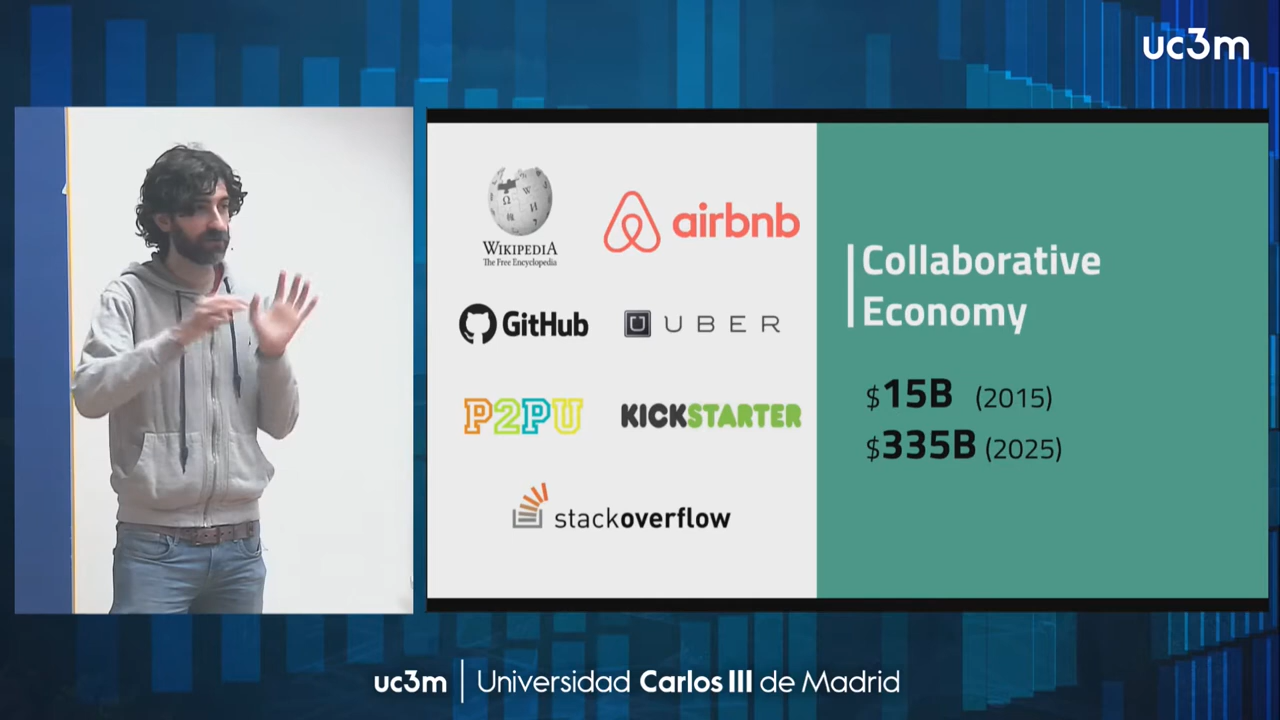 uc3m
WIKIPEDIA
The Free Encyclopedia
airbnb
GitHub
UBER
P2PU
KICKSTARTER
stackoverflow
Collaborative
Economy
$15B (2015)
$335B (2025)
uc3m | Universidad Carlos III de Madrid